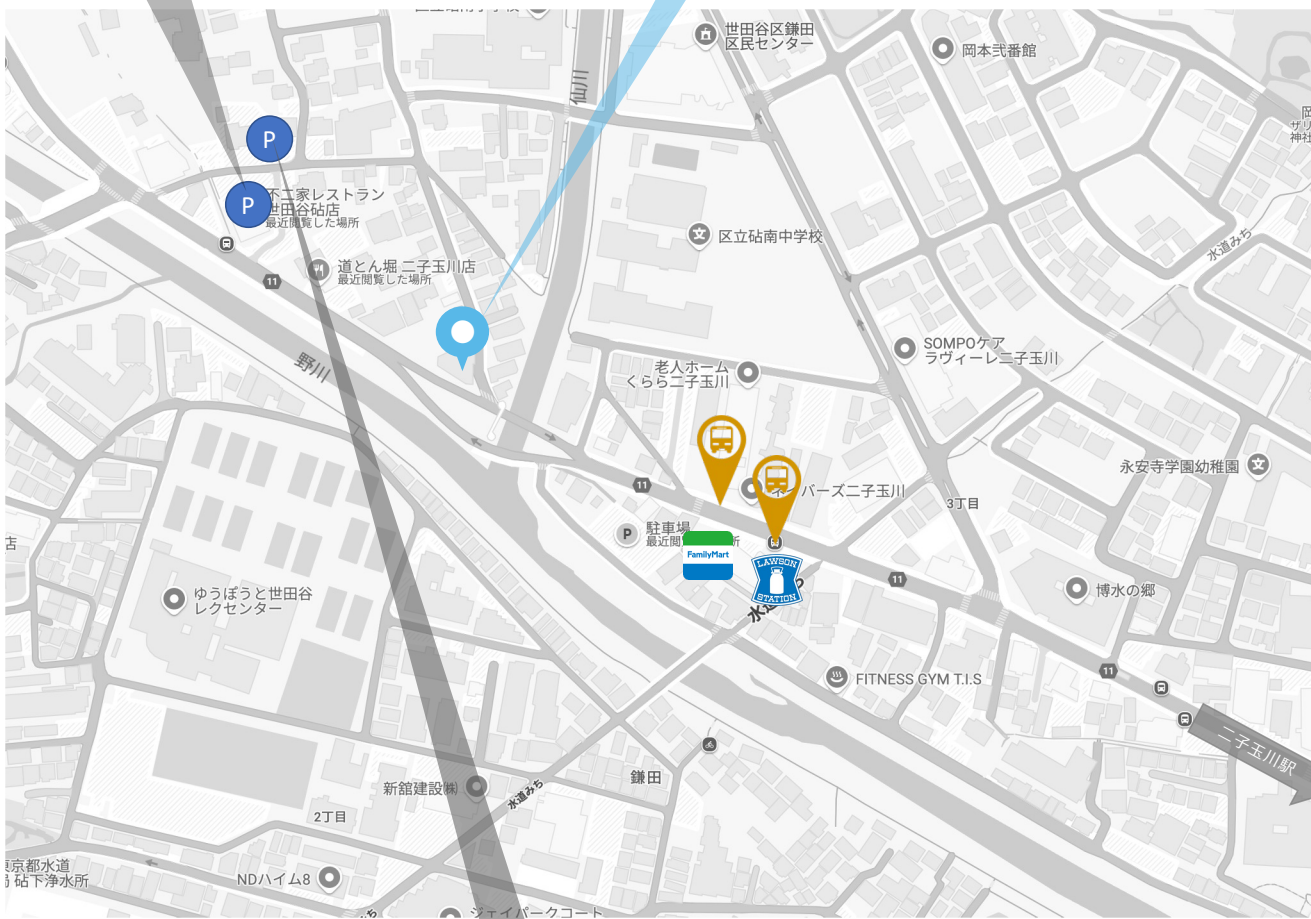 世田谷区鎌田
区民センター
岡本弐番館
仙川
P
P
不二家レストラン
世田谷砧店
最近閲覧した場所
区立砧南中学校
水道みち
道とん堀 二子玉川店
最近閲覧した場所
11
野川
SOMPOケア
ラヴィーレ二子玉川
老人ホーム
くらら二子玉川
永安寺学園幼稚園
11
ネイバーズ二子玉川
3丁目
P
駐車場
FamilyMart
LAWSON
STATION
11
ゆうぽうと世田谷
レクセンター
博水の郷
FITNESS GYM T.I.S
11
二子玉川駅
鎌田
新舘建設㈱
水道みち
2丁目
東京都水道
局 砧下浄水所
NDハイム8
ジェイパークコート